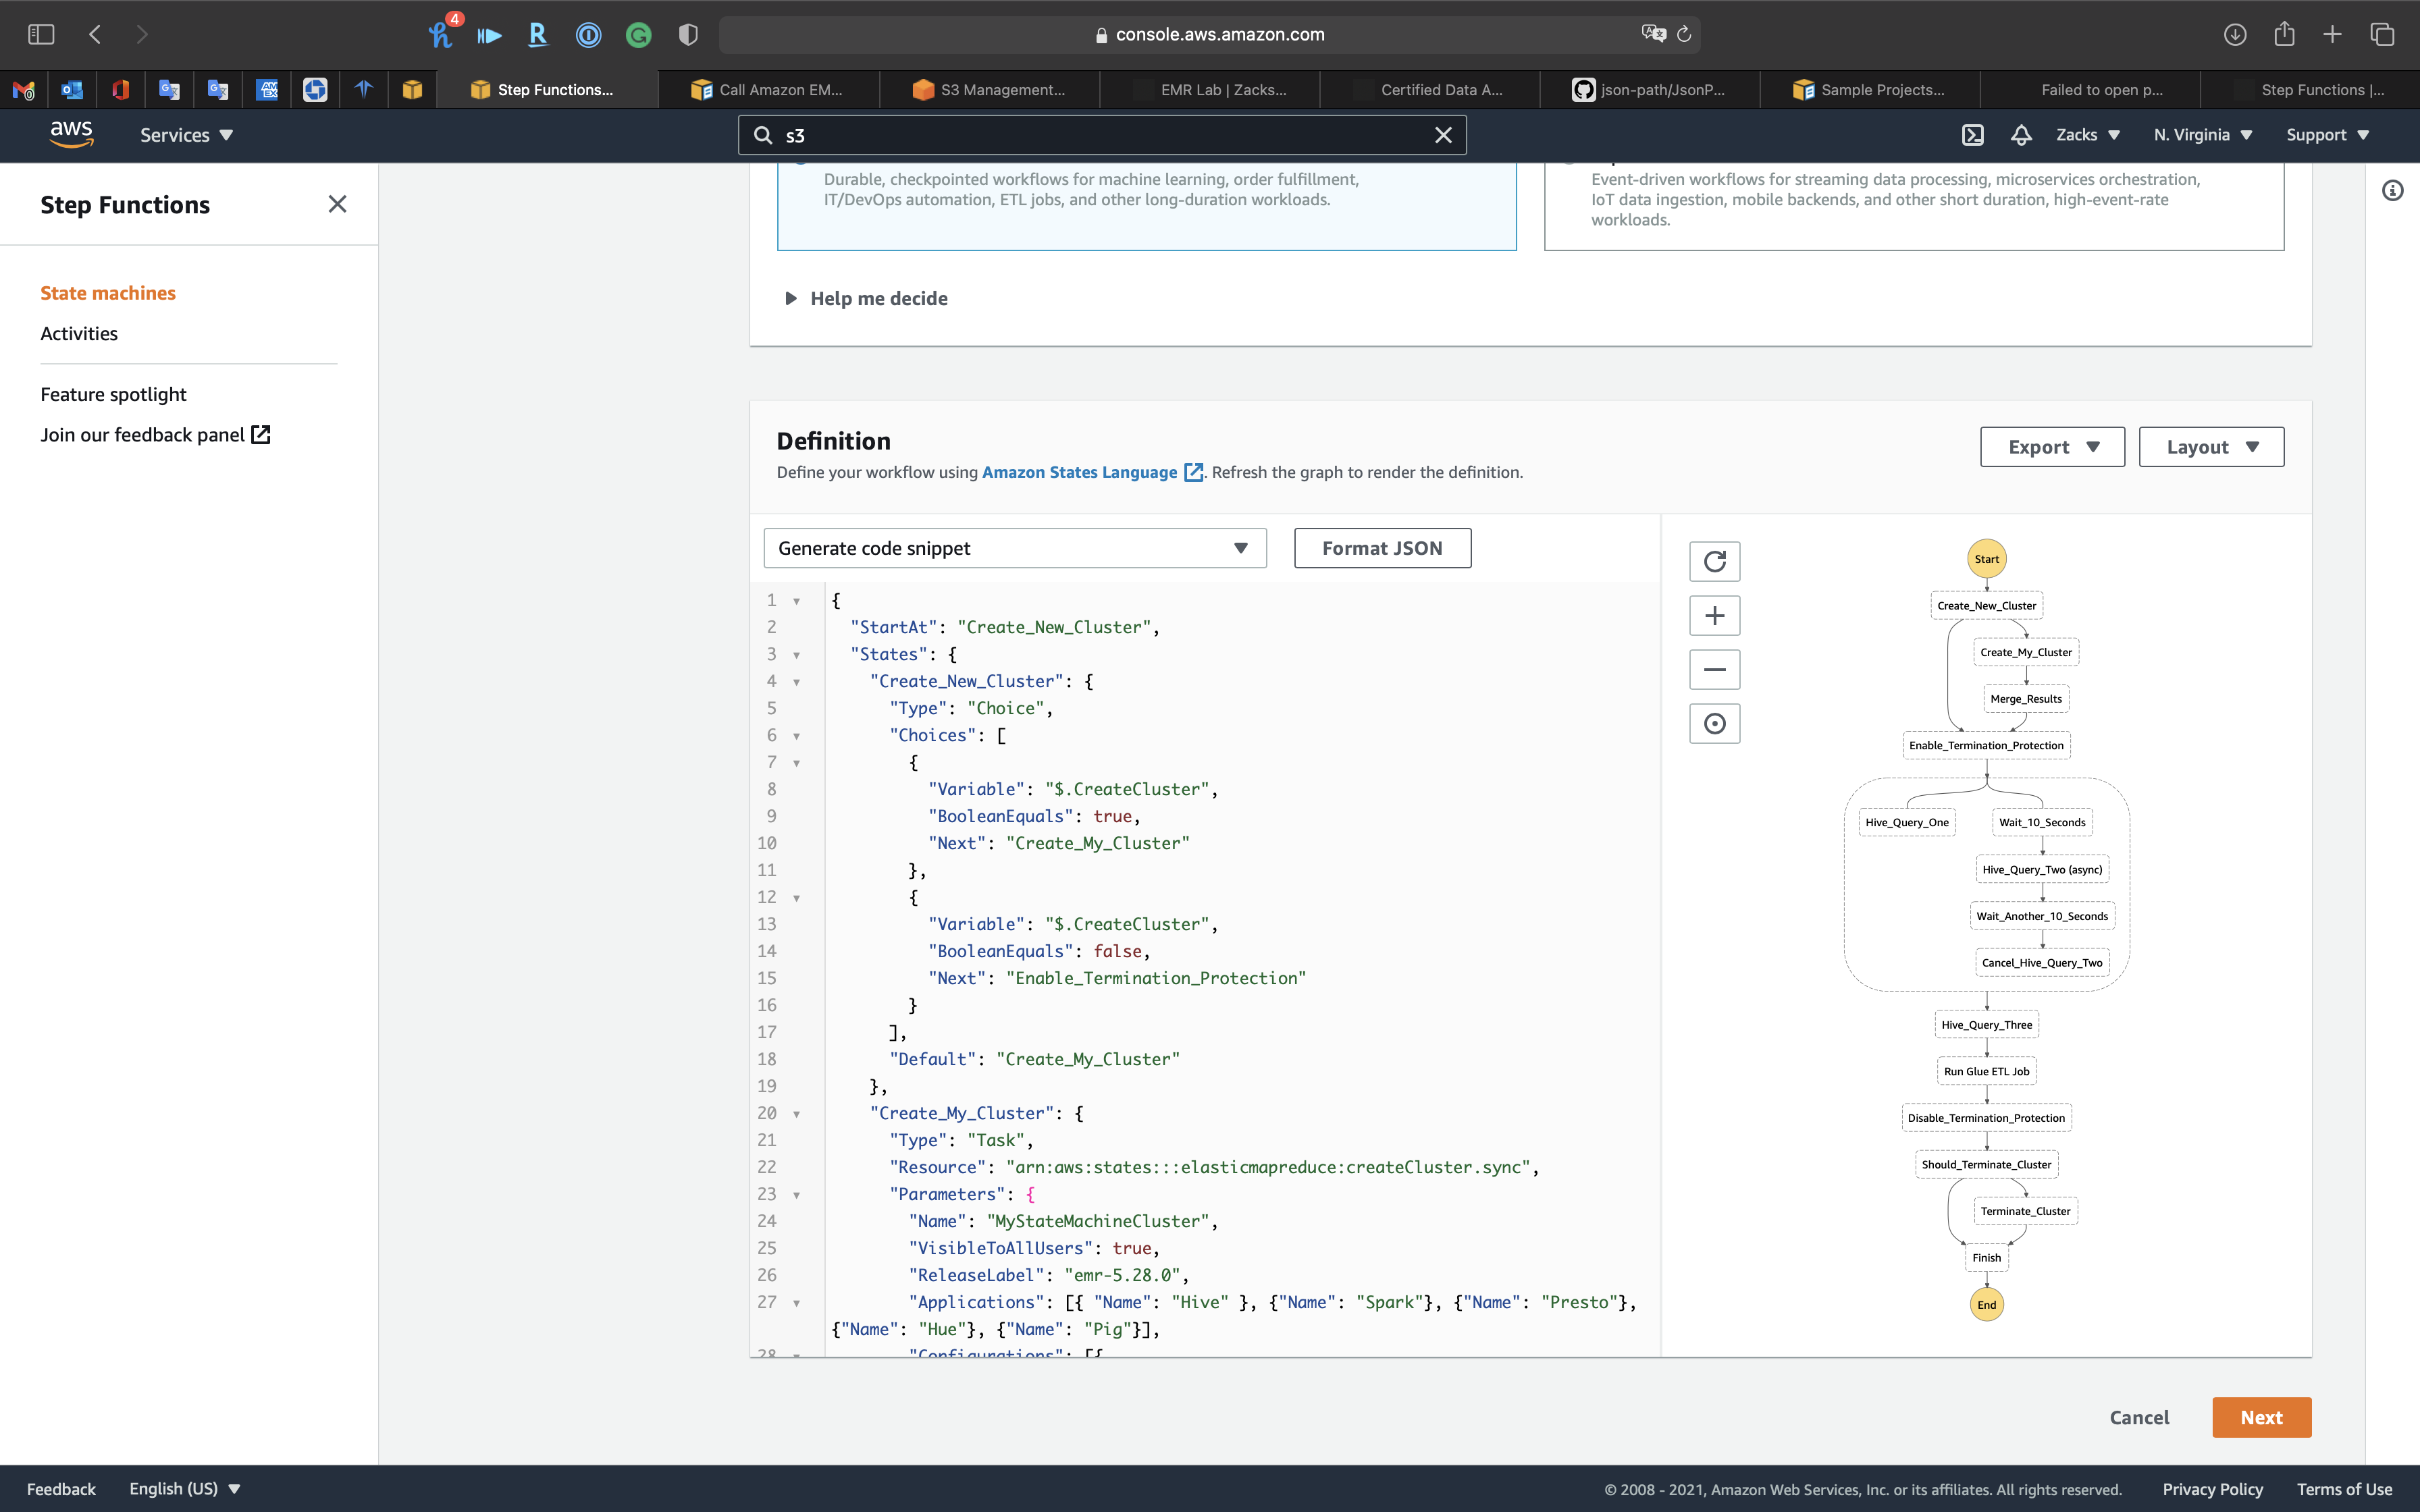 4
console.aws.amazon.com
Step Functions...
Call Amazon EM...
S3 Management...
EMR Lab | Zacks...
Certified Data A...
json-path/JsonP...
Sample Projects...
Failed to open p...
Step Functions |...
aws
Services
s3
Zacks
N. Virginia
Support
Step Functions
State machines
Activities
Feature spotlight
Join our feedback panel
Durable, checkpointed workflows for machine learning, order fulfillment,
IT/DevOps automation, ETL jobs, and other long-duration workloads.
Event-driven workflows for streaming data processing, microservices orchestration,
IoT data ingestion, mobile backends, and other short duration, high-event-rate
workloads.
Help me decide
Definition
Define your workflow using Amazon States Language. Refresh the graph to render the definition.
Export
Layout
Generate code snippet
Format JSON
1 {
2 "StartAt": "Create_New_Cluster",
3 "States": {
4 "Create_New_Cluster": {
5 "Type": "Choice",
6 "Choices": [
7 {
8 "Variable": "$.CreateCluster",
9 "BooleanEquals": true,
10 "Next": "Create_My_Cluster"
11 },
12 {
13 "Variable": "$.CreateCluster",
14 "BooleanEquals": false,
15 "Next": "Enable_Termination_Protection"
16 }
17 ],
18 "Default": "Create_My_Cluster"
19 },
20 "Create_My_Cluster": {
21 "Type": "Task",
22 "Resource": "arn:aws:states:::elasticmapreduce:createCluster.sync",
23 "Parameters": {
24 "Name": "MyStateMachineCluster",
25 "VisibleToAllUsers": true,
26 "ReleaseLabel": "emr-5.28.0",
27 "Applications": [{ "Name": "Hive" }, {"Name": "Spark"}, {"Name": "Presto"},
{"Name": "Hue"}, {"Name": "Pig"}],
28 "Configurations": [{
Start
Create_New_Cluster
Create_My_Cluster
Merge_Results
Enable_Termination_Protection
Hive_Query_One
Wait_10_Seconds
Hive_Query_Two (async)
Wait_Another_10_Seconds
Cancel_Hive_Query_Two
Hive_Query_Three
Run Glue ETL Job
Disable_Termination_Protection
Should_Terminate_Cluster
Terminate_Cluster
Finish
End
Cancel
Next
Feedback
English (US)
© 2008 - 2021, Amazon Web Services, Inc. or its affiliates. All rights reserved.
Privacy Policy
Terms of Use